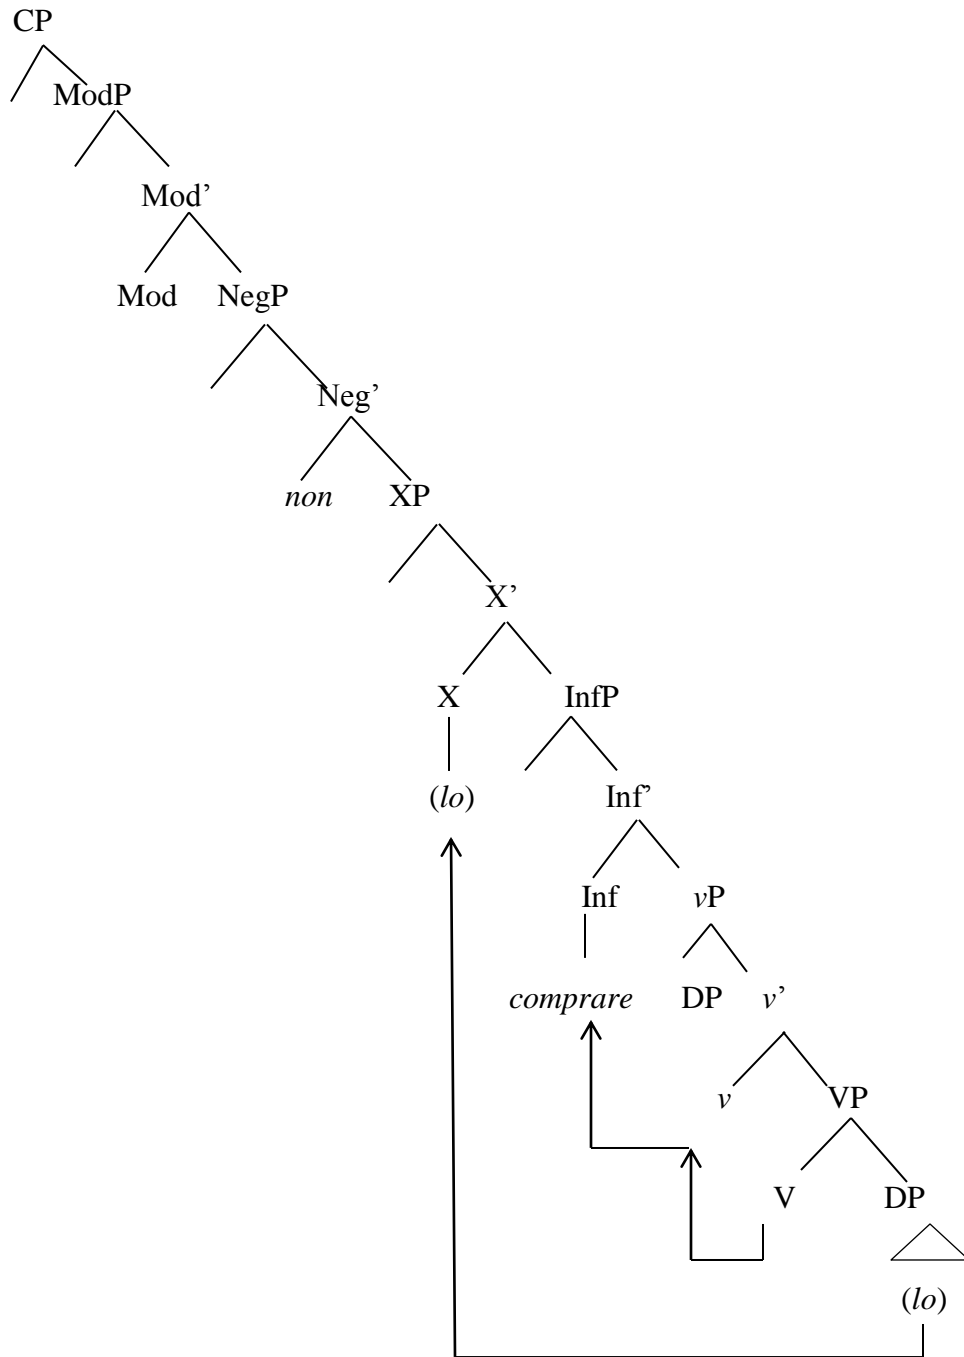 CP
ModP
Mod’
Mod NegP
Neg’
non XP
X’
X InfP
(lo) Inf’
Inf vP
comprare DP v’
v VP
V DP
(lo)